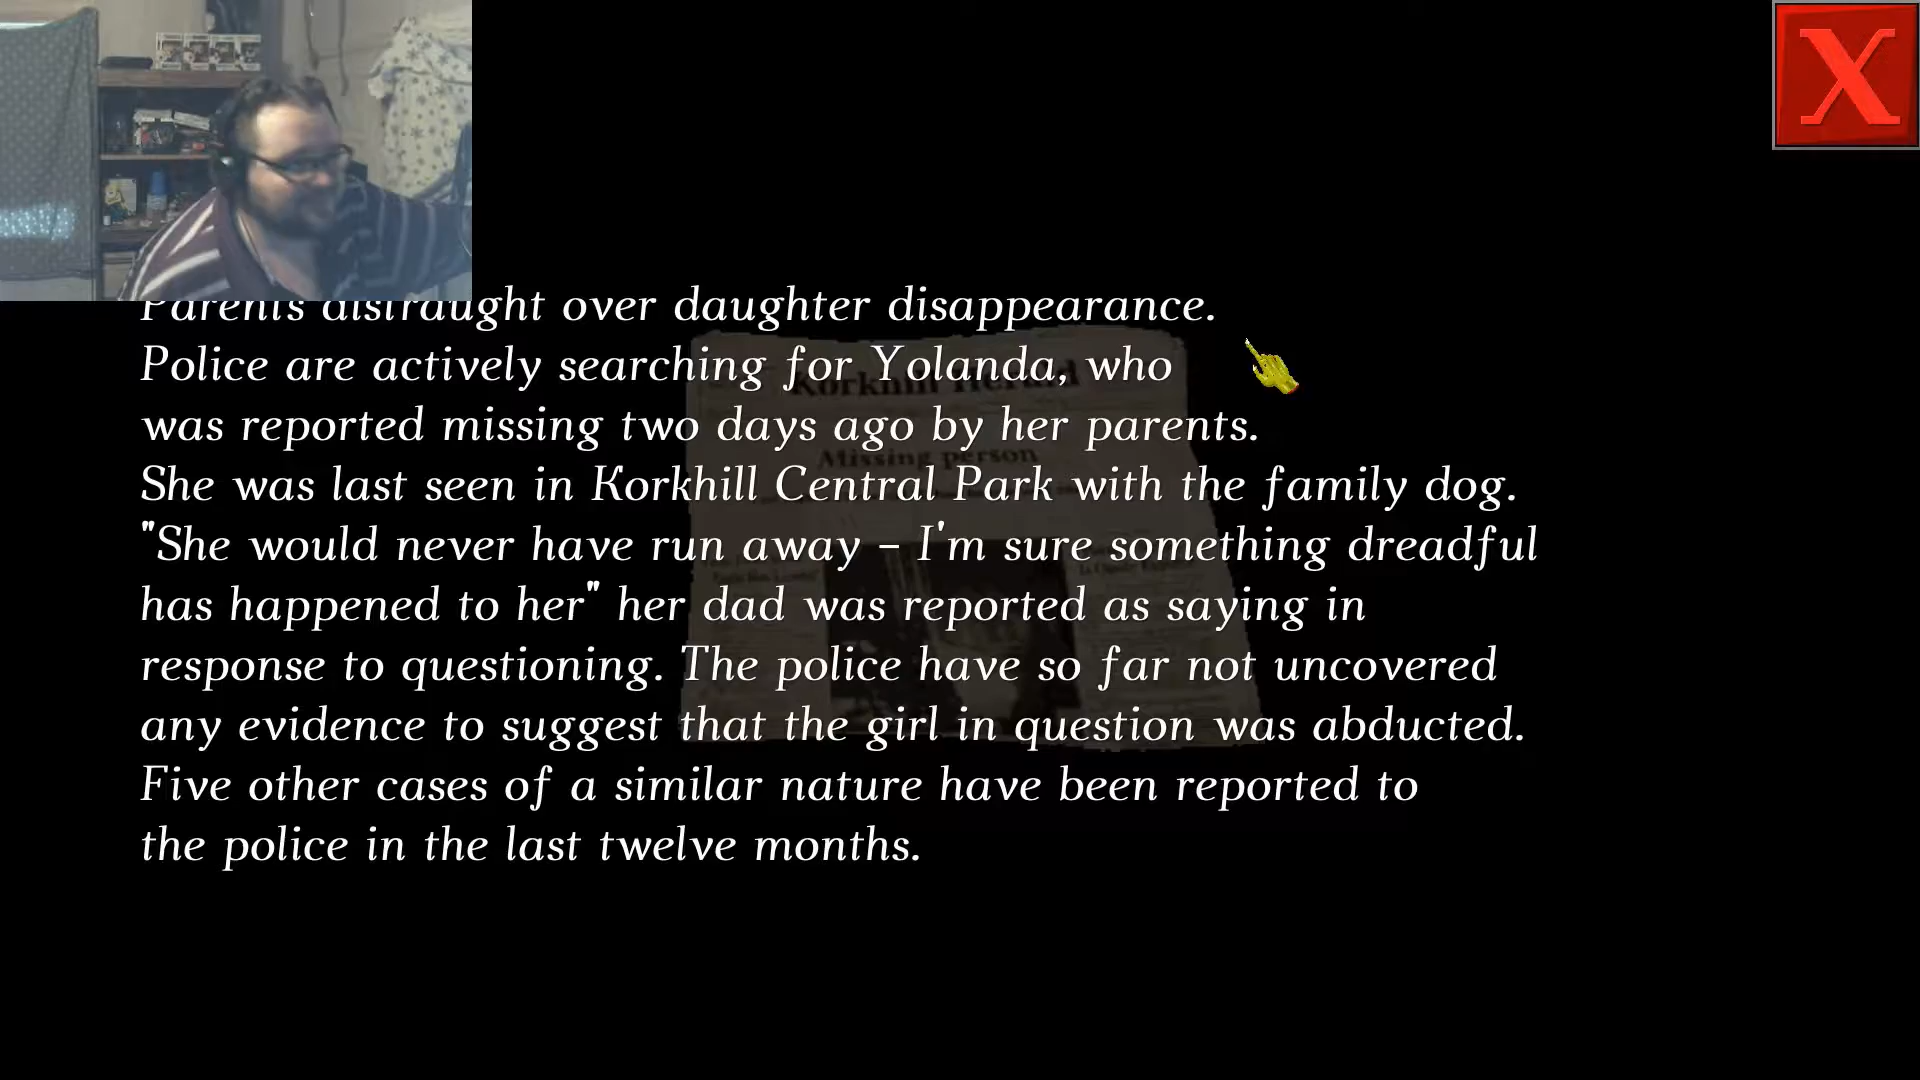 X
Parents distraught over daughter disappearance.
Police are actively searching for Yolanda, who
was reported missing two days ago by her parents.
She was last seen in Korkhill Central Park with the family dog.
"She would never have run away - I'm sure something dreadful
has happened to her" her dad was reported as saying in
response to questioning. The police have so far not uncovered
any evidence to suggest that the girl in question was abducted.
Five other cases of a similar nature have been reported to
the police in the last twelve months.
Korkhill Herald
Missing person